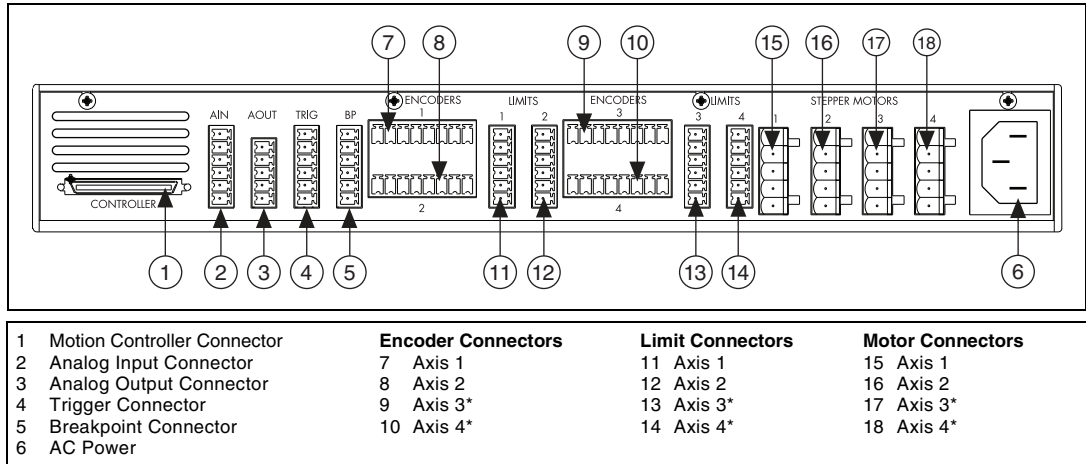 7 8 9 10 15 16 17 18
ENCODERS LIMITS ENCODERS LIMITS STEPPER MOTORS
AIN AOUT TRIG BP 1 1 2 3 3 4 1 2 3 4
2 4
CONTROLLER
1 2 3 4 5 11 12 13 14 6
1 Motion Controller Connector
2 Analog Input Connector
3 Analog Output Connector
4 Trigger Connector
5 Breakpoint Connector
6 AC Power
Encoder Connectors
7 Axis 1
8 Axis 2
9 Axis 3*
10 Axis 4*
Limit Connectors
11 Axis 1
12 Axis 2
13 Axis 3*
14 Axis 4*
Motor Connectors
15 Axis 1
16 Axis 2
17 Axis 3*
18 Axis 4*